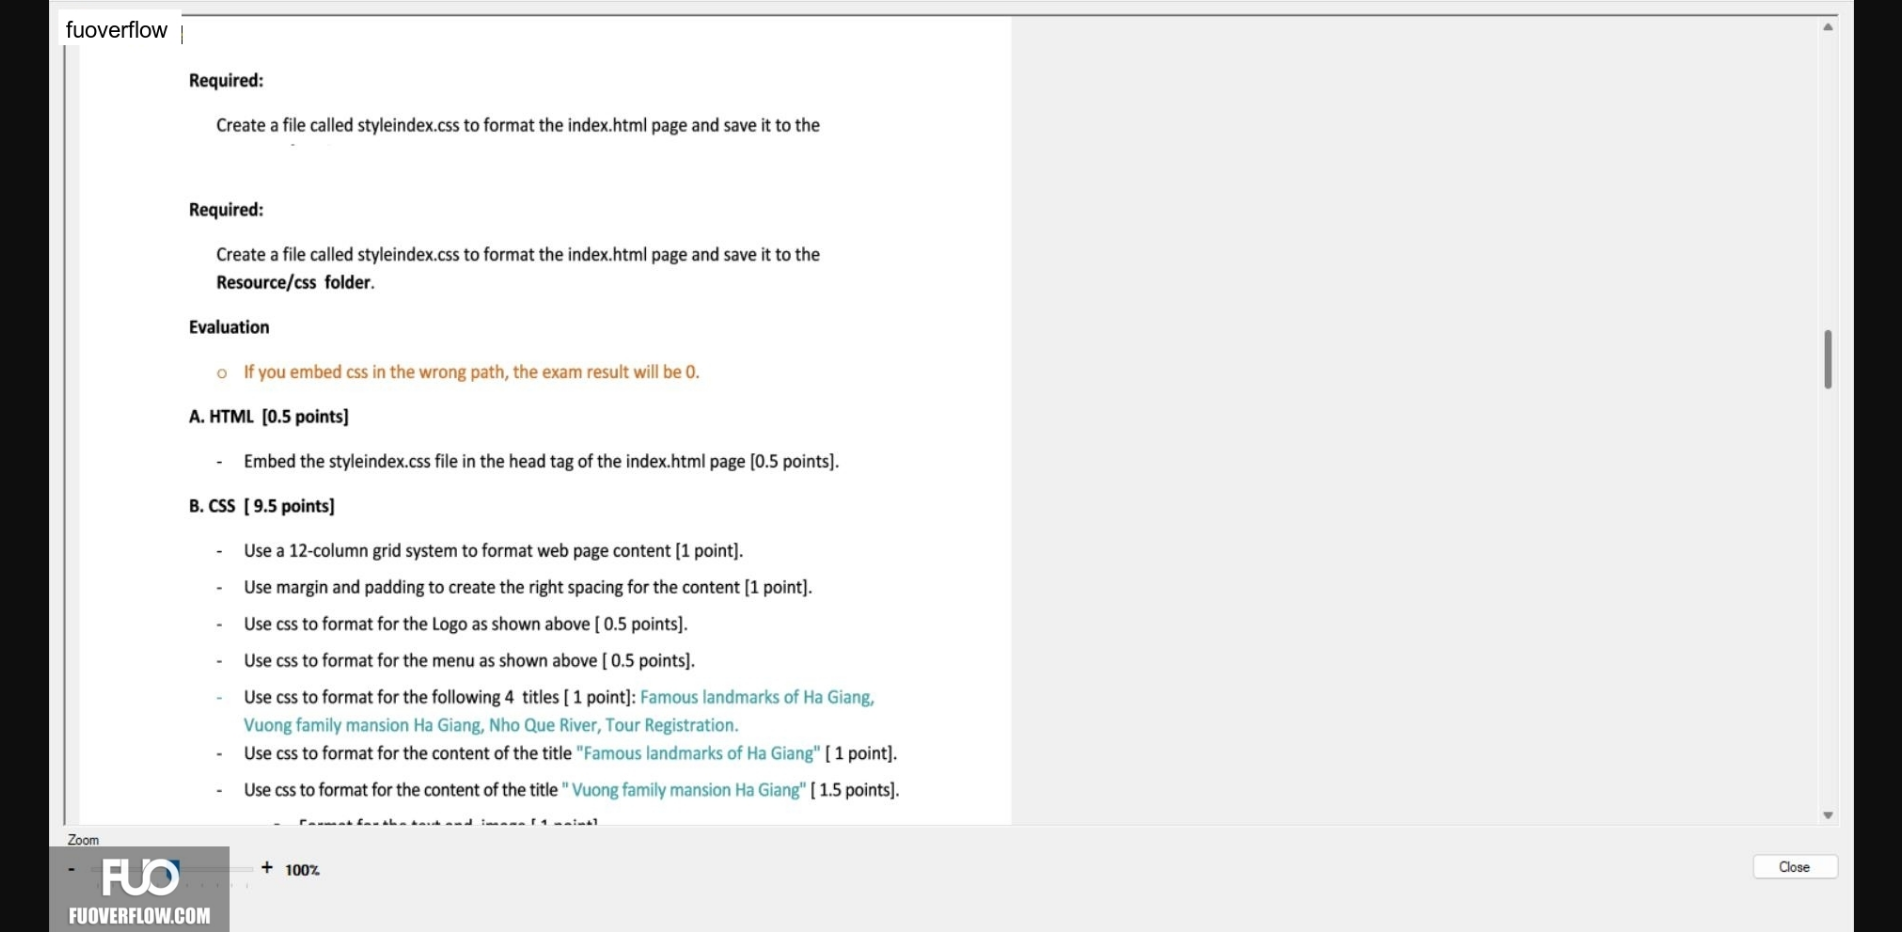 fuoverflow
Required:
Create a file called styleindex.css to format the index.html page and save it to the
Required:
Create a file called styleindex.css to format the index.html page and save it to the
Resource/css folder.
Evaluation
o If you embed css in the wrong path, the exam result will be 0.
A. HTML [0.5 points]
- Embed the styleindex.css file in the head tag of the index.html page [0.5 points].
B. CSS [ 9.5 points]
- Use a 12-column grid system to format web page content [1 point].
- Use margin and padding to create the right spacing for the content [1 point].
- Use css to format for the Logo as shown above [ 0.5 points].
- Use css to format for the menu as shown above [ 0.5 points].
- Use css to format for the following 4 titles [ 1 point]: Famous landmarks of Ha Giang,
Vuong family mansion Ha Giang, Nho Que River, Tour Registration.
- Use css to format for the content of the title "Famous landmarks of Ha Giang" [ 1 point].
- Use css to format for the content of the title " Vuong family mansion Ha Giang" [ 1.5 points].
Format for the text and image [ 1 point]
Zoom
- + 100%
Close
FUO
FUOVERFLOW.COM